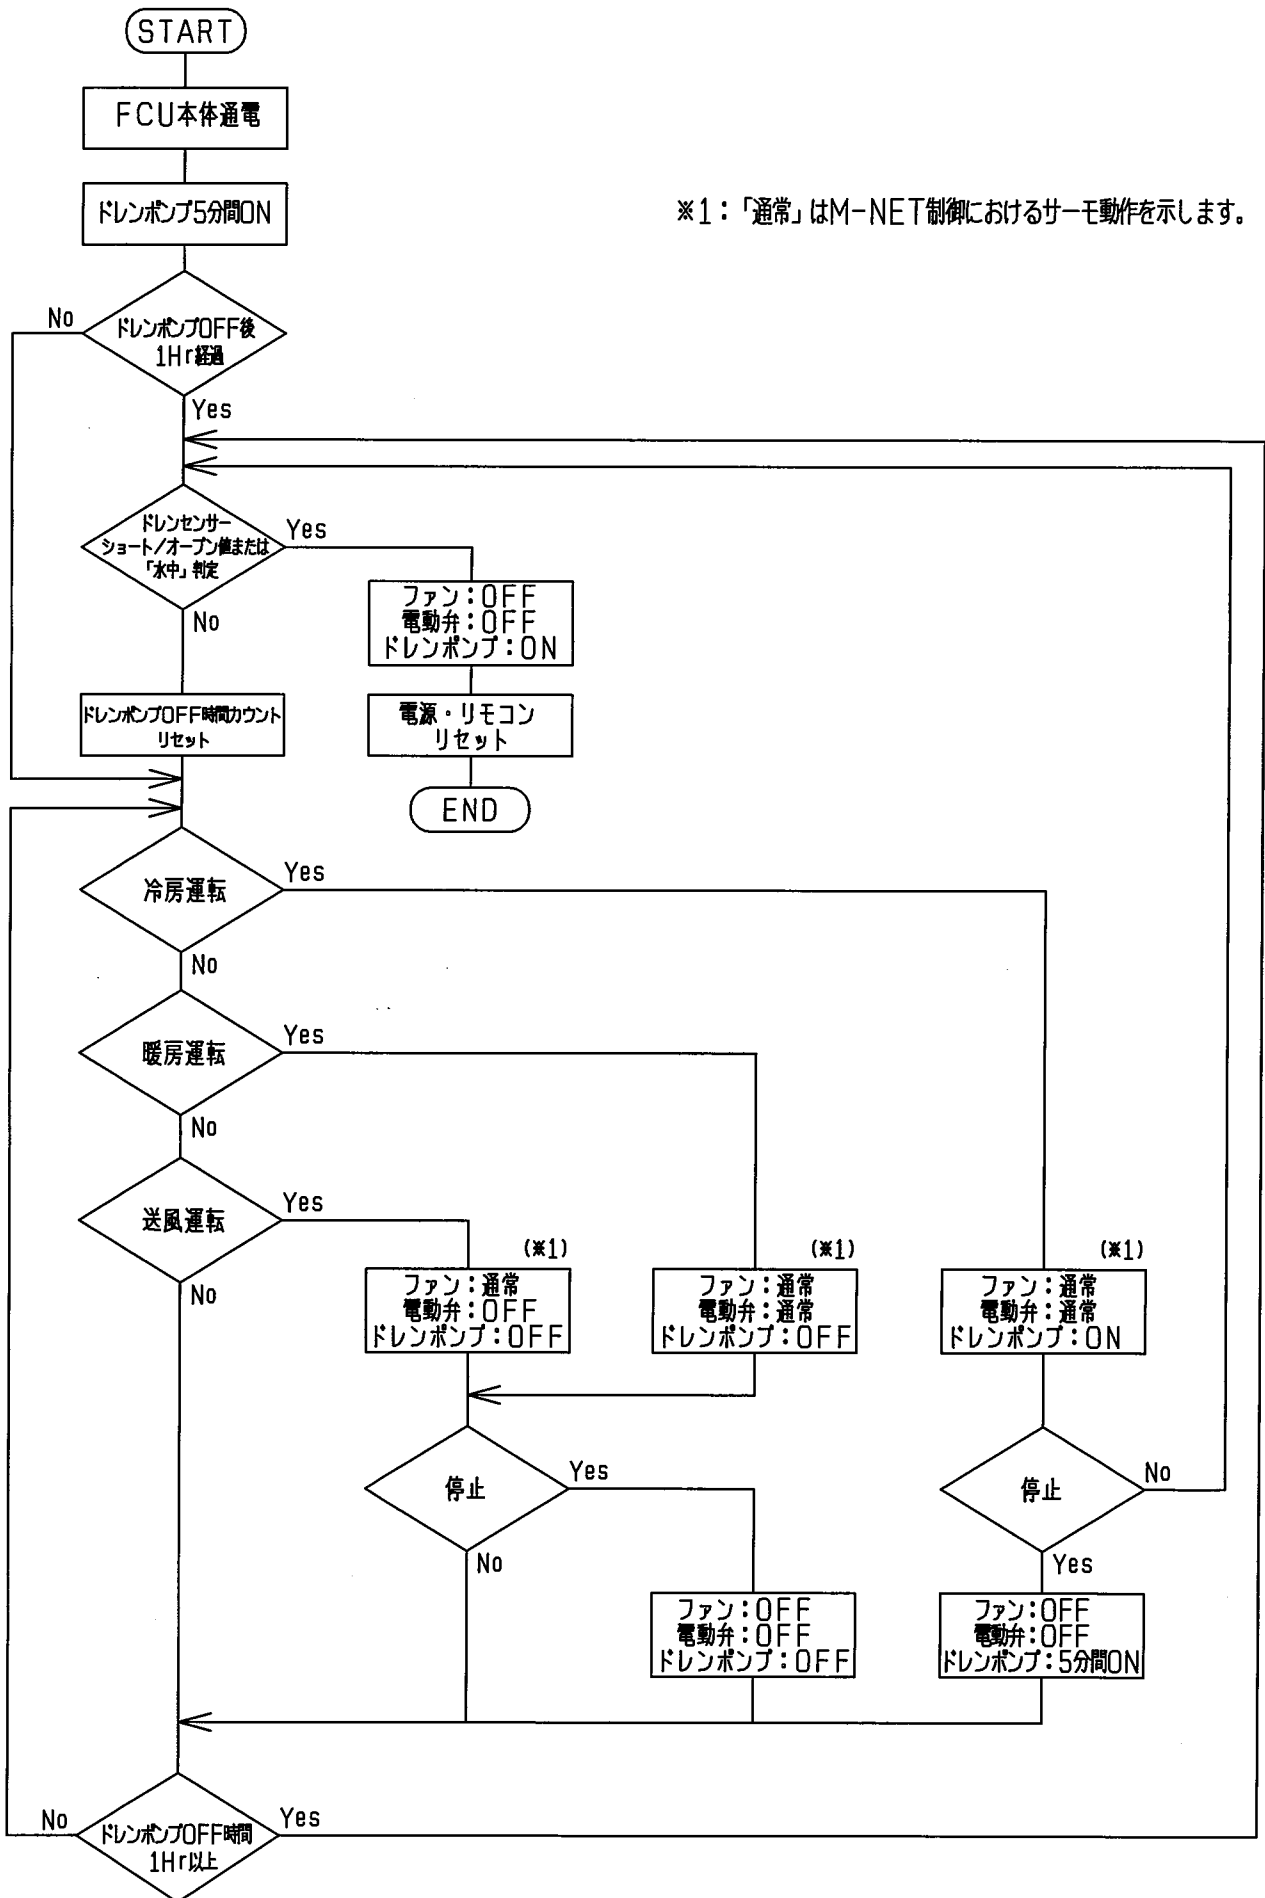 START
FCU本体通電
ドレンポンプ5分間ON
※1：「通常」はM-NET制御におけるサーモ動作を示します。
No
ドレンポンプOFF後
1Hr経過
Yes
ドレンセンサー
ショート/オープン値または
「水中」判定
Yes
No
ファン：OFF
電動弁：OFF
ドレンポンプ：ON
ドレンポンプOFF時間カウント
リセット
電源・リモコン
リセット
END
冷房運転
Yes
No
暖房運転
Yes
No
送風運転
Yes
No
(※1)
ファン：通常
電動弁：OFF
ドレンポンプ：OFF
(※1)
ファン：通常
電動弁：通常
ドレンポンプ：OFF
(※1)
ファン：通常
電動弁：通常
ドレンポンプ：ON
停止
Yes
No
停止
No
Yes
ファン：OFF
電動弁：OFF
ドレンポンプ：OFF
ファン：OFF
電動弁：OFF
ドレンポンプ：5分間ON
No
ドレンポンプOFF時間
1Hr以上
Yes